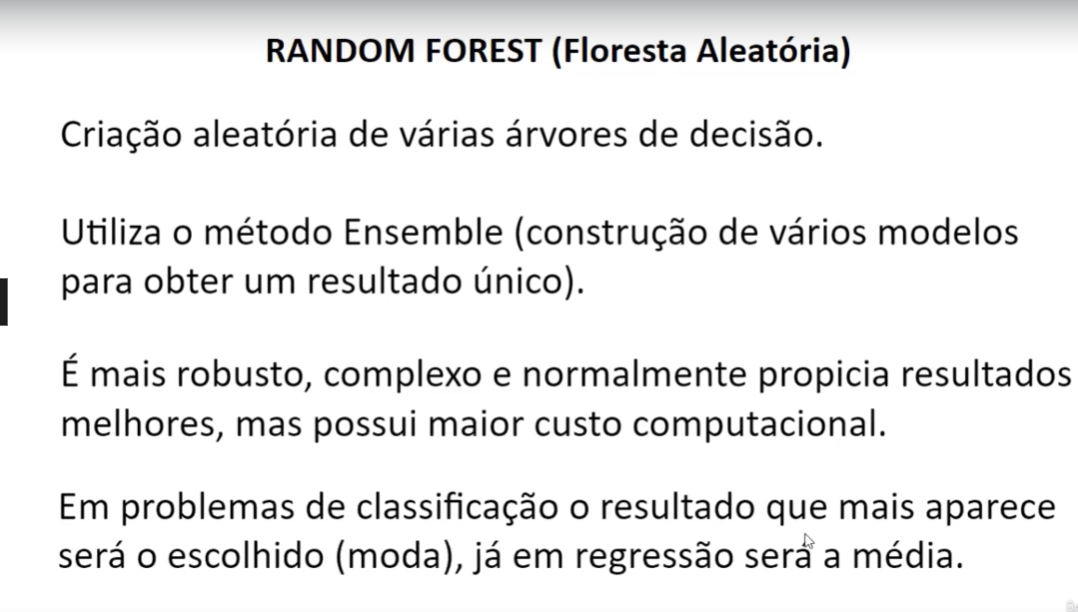 RANDOM FOREST (Floresta Aleatória)
Criação aleatória de várias árvores de decisão.
Utiliza o método Ensemble (construção de vários modelos
para obter um resultado único).
É mais robusto, complexo e normalmente propicia resultados
melhores, mas possui maior custo computacional.
Em problemas de classificação o resultado que mais aparece
será o escolhido (moda), já em regressão será a média.